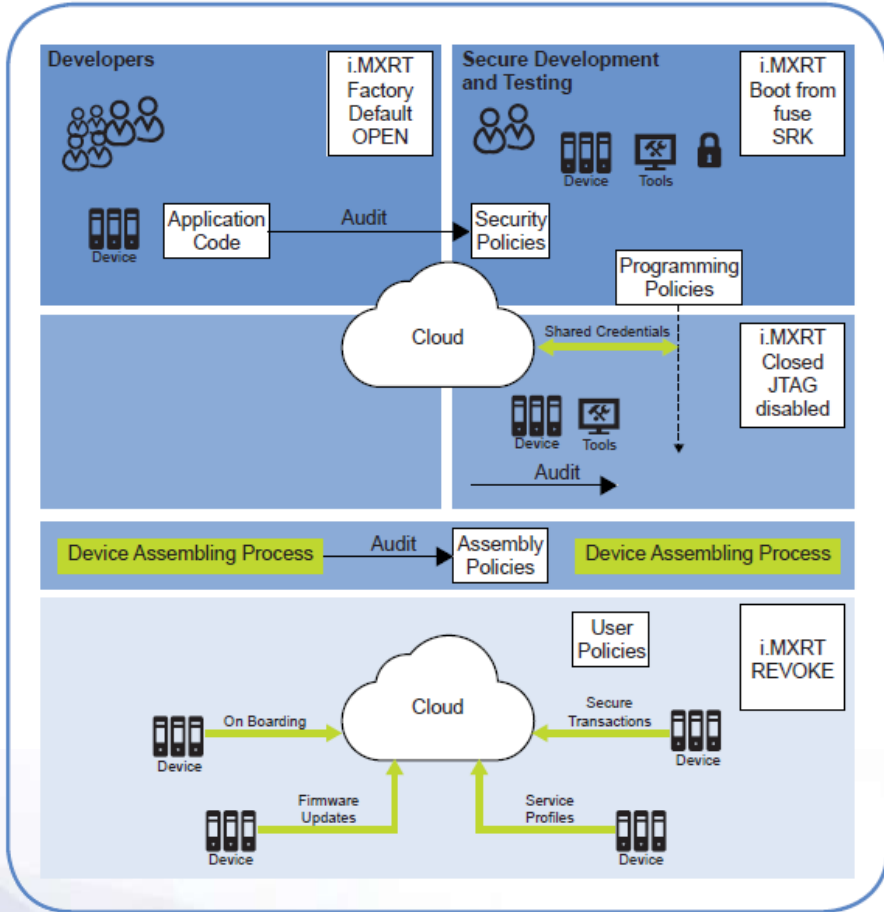 Developers
i.MXRT
Factory
Default
OPEN
Device
Application
Code
Audit
Secure Development
and Testing
i.MXRT
Boot from
fuse
SRK
Device
Tools
Security
Policies
Programming
Policies
Cloud
Shared Credentials
i.MXRT
Closed
JTAG
disabled
Device
Tools
Audit
Device Assembling Process
Audit
Assembly
Policies
Device Assembling Process
User
Policies
i.MXRT
REVOKE
Cloud
On Boarding
Device
Secure
Transactions
Device
Firmware
Updates
Device
Service
Profiles
Device